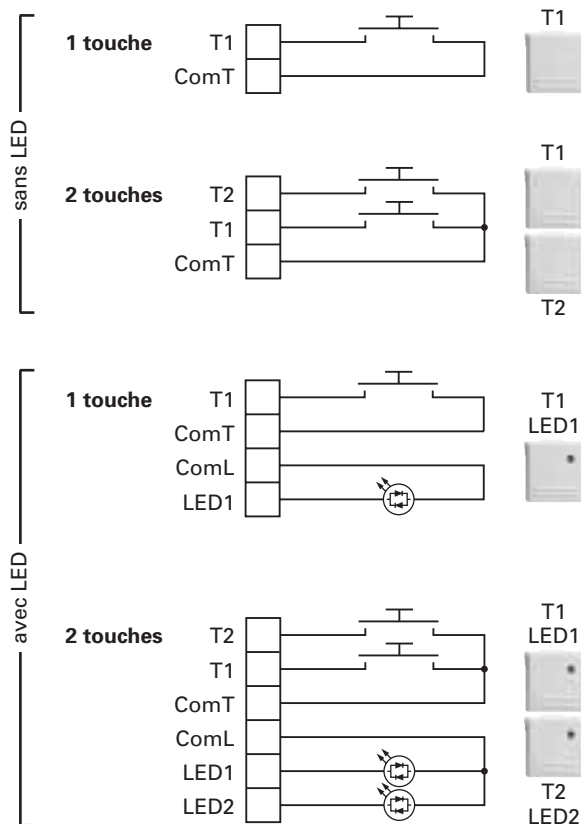 sans LED
1 touche
T1
ComT
T1
2 touches
T2
T1
ComT
T1
T2
avec LED
1 touche
T1
ComT
ComL
LED1
T1
LED1
2 touches
T2
T1
ComT
ComL
LED1
LED2
T1
LED1
T2
LED2